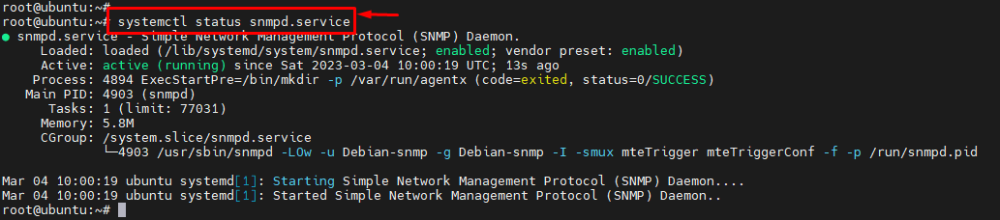 root@ubuntu:~#
root@ubuntu:~# systemctl status snmpd.service
● snmpd.service - Simple Network Management Protocol (SNMP) Daemon.
Loaded: loaded (/lib/systemd/system/snmpd.service; enabled; vendor preset: enabled)
Active: active (running) since Sat 2023-03-04 10:00:19 UTC; 13s ago
Process: 4894 ExecStartPre=/bin/mkdir -p /var/run/agentx (code=exited, status=0/SUCCESS)
Main PID: 4903 (snmpd)
Tasks: 1 (limit: 77031)
Memory: 5.8M
CGroup: /system.slice/snmpd.service
└─4903 /usr/sbin/snmpd -LOw -u Debian-snmp -g Debian-snmp -I -smux mteTrigger mteTriggerConf -f -p /run/snmpd.pid
Mar 04 10:00:19 ubuntu systemd[1]: Starting Simple Network Management Protocol (SNMP) Daemon....
Mar 04 10:00:19 ubuntu systemd[1]: Started Simple Network Management Protocol (SNMP) Daemon..
root@ubuntu:~#